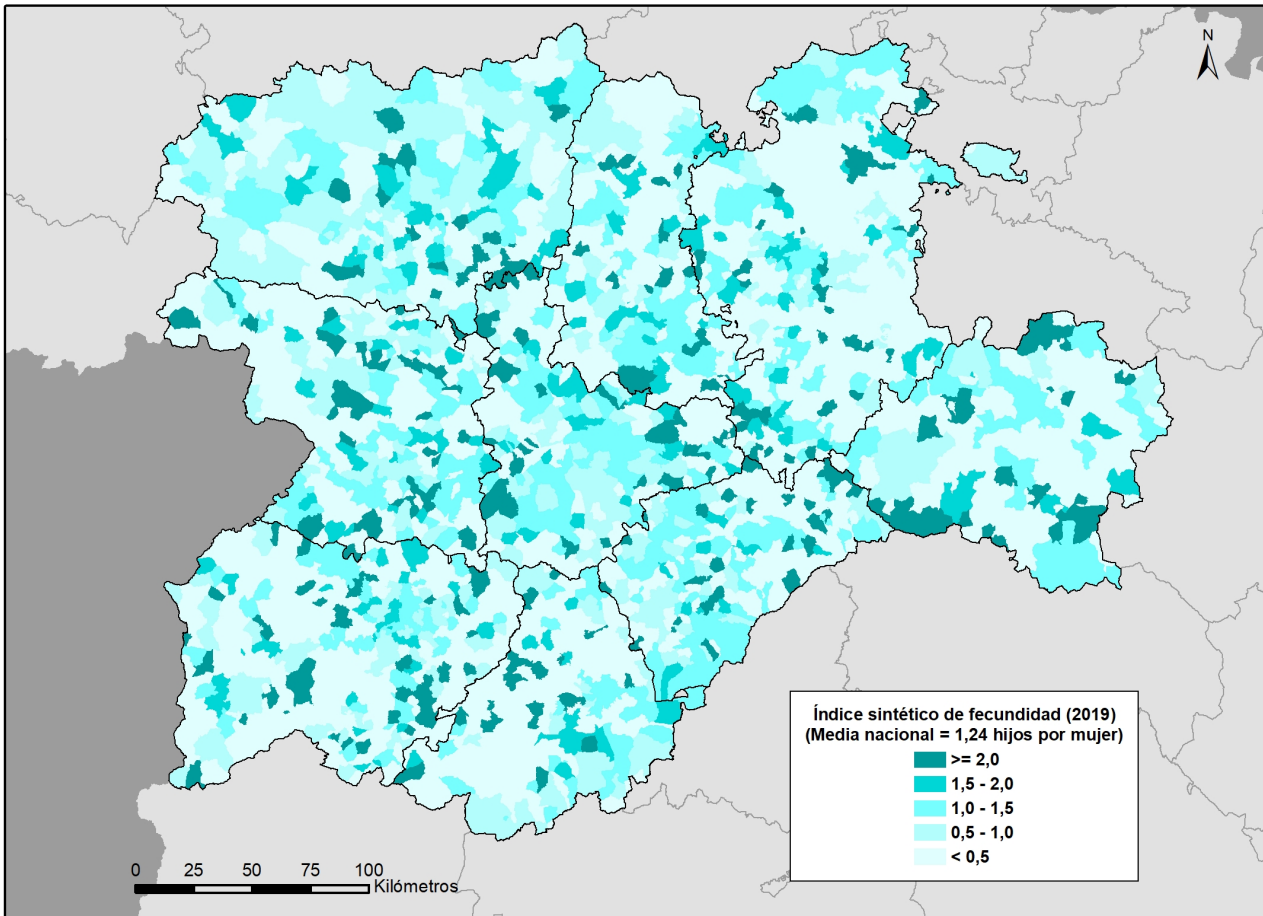 N
Índice sintético de fecundidad (2019)
(Media nacional = 1,24 hijos por mujer)
>= 2,0
1,5 - 2,0
1,0 - 1,5
0,5 - 1,0
< 0,5
0 25 50 75 100
Kilómetros